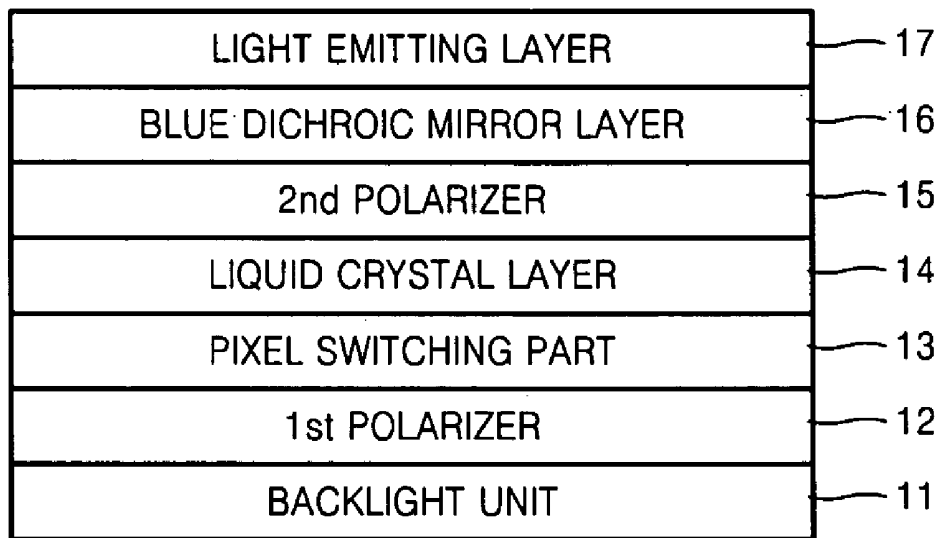 LIGHT EMITTING LAYER 17
BLUE DICHROIC MIRROR LAYER 16
2nd POLARIZER 15
LIQUID CRYSTAL LAYER 14
PIXEL SWITCHING PART 13
1st POLARIZER 12
BACKLIGHT UNIT 11